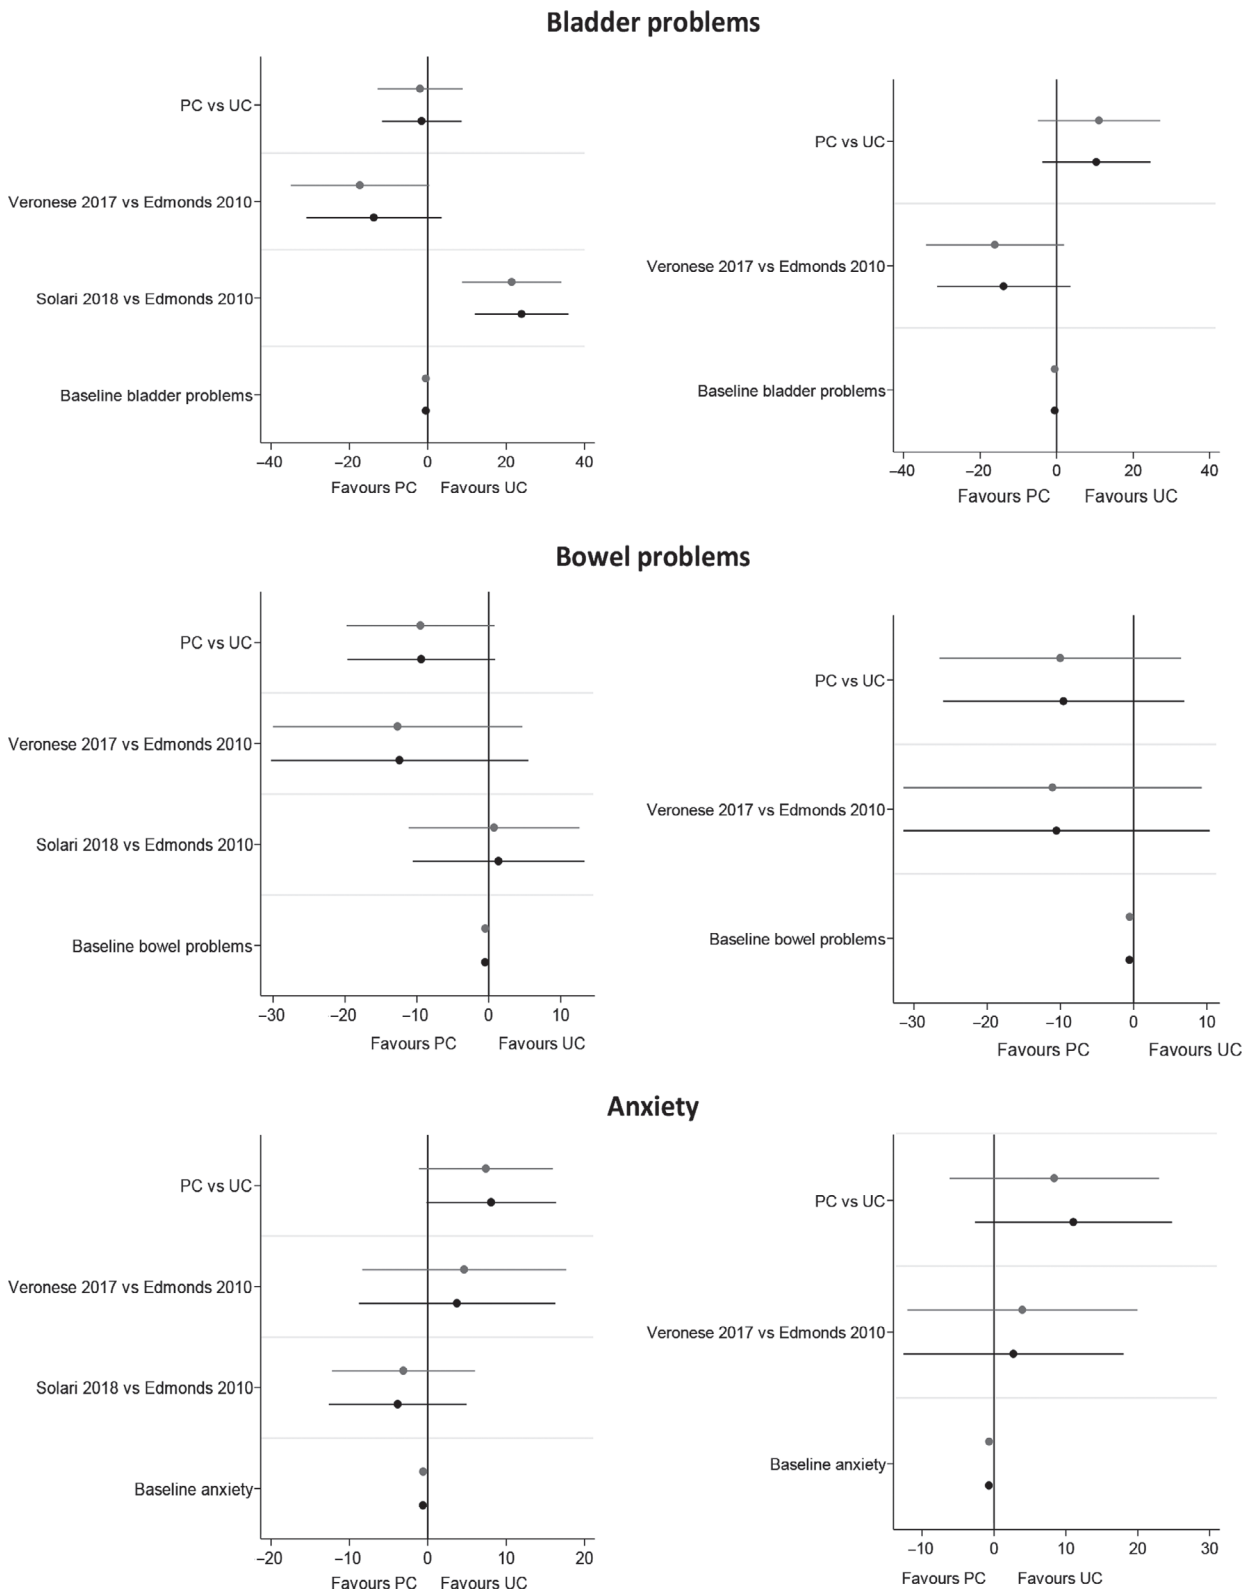 Bladder problems
PC vs UC
Veronese 2017 vs Edmonds 2010
Solari 2018 vs Edmonds 2010
Baseline bladder problems
−40 −20 0 20 40
Favours PC Favours UC
PC vs UC
Veronese 2017 vs Edmonds 2010
Baseline bladder problems
−40 −20 0 20 40
Favours PC Favours UC
Bowel problems
PC vs UC
Veronese 2017 vs Edmonds 2010
Solari 2018 vs Edmonds 2010
Baseline bowel problems
−30 −20 −10 0 10
Favours PC Favours UC
PC vs UC
Veronese 2017 vs Edmonds 2010
Baseline bowel problems
−30 −20 −10 0 10
Favours PC Favours UC
Anxiety
PC vs UC
Veronese 2017 vs Edmonds 2010
Solari 2018 vs Edmonds 2010
Baseline anxiety
−20 −10 0 10 20
Favours PC Favours UC
PC vs UC
Veronese 2017 vs Edmonds 2010
Baseline anxiety
−10 0 10 20 30
Favours PC Favours UC